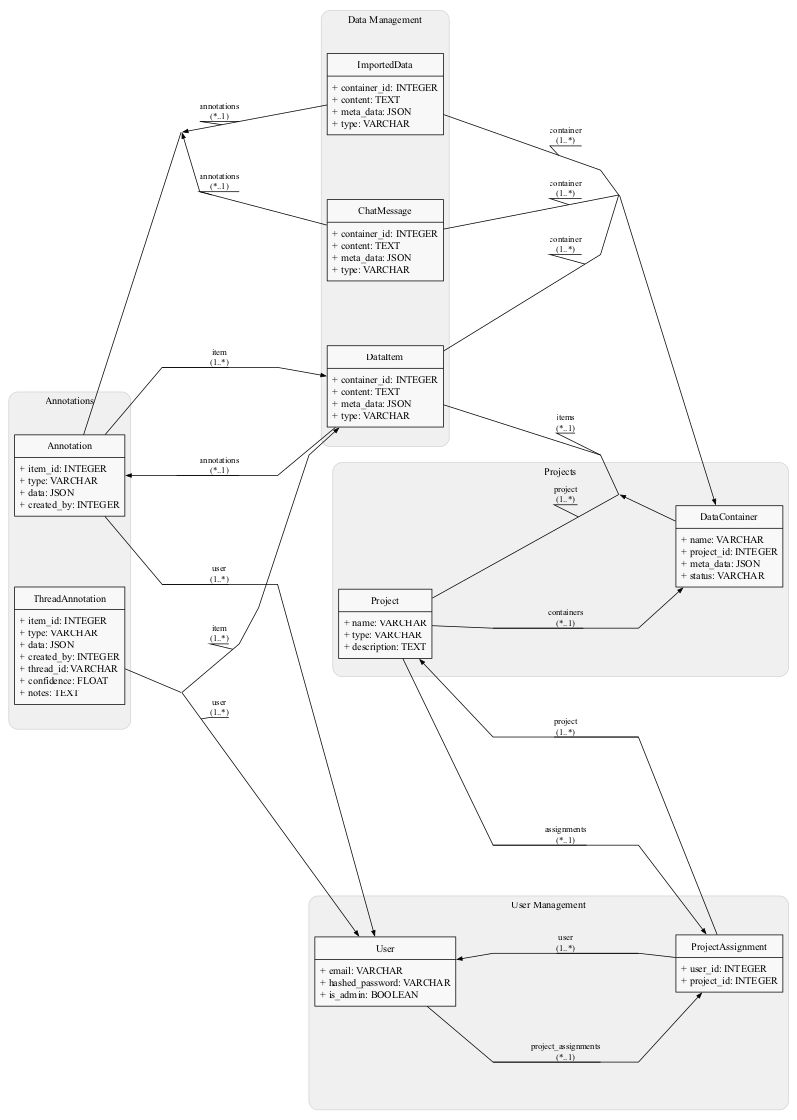 Data Management
ImportedData
+ container_id: INTEGER
+ content: TEXT
+ meta_data: JSON
+ type: VARCHAR
annotations
(*..1)
container
(1..*)
annotations
(*..1)
container
(1..*)
ChatMessage
+ container_id: INTEGER
+ content: TEXT
+ meta_data: JSON
+ type: VARCHAR
container
(1..*)
item
(1..*)
DataItem
+ container_id: INTEGER
+ content: TEXT
+ meta_data: JSON
+ type: VARCHAR
Annotations
Annotation
+ item_id: INTEGER
+ type: VARCHAR
+ data: JSON
+ created_by: INTEGER
items
(*..1)
annotations
(*..1)
Projects
project
(1..*)
DataContainer
+ name: VARCHAR
+ project_id: INTEGER
+ meta_data: JSON
+ status: VARCHAR
user
(1..*)
ThreadAnnotation
+ item_id: INTEGER
+ type: VARCHAR
+ data: JSON
+ created_by: INTEGER
+ thread_id: VARCHAR
+ confidence: FLOAT
+ notes: TEXT
Project
+ name: VARCHAR
+ type: VARCHAR
+ description: TEXT
containers
(*..1)
item
(1..*)
user
(1..*)
project
(1..*)
assignments
(*..1)
User Management
User
+ email: VARCHAR
+ hashed_password: VARCHAR
+ is_admin: BOOLEAN
user
(1..*)
ProjectAssignment
+ user_id: INTEGER
+ project_id: INTEGER
project_assignments
(*..1)